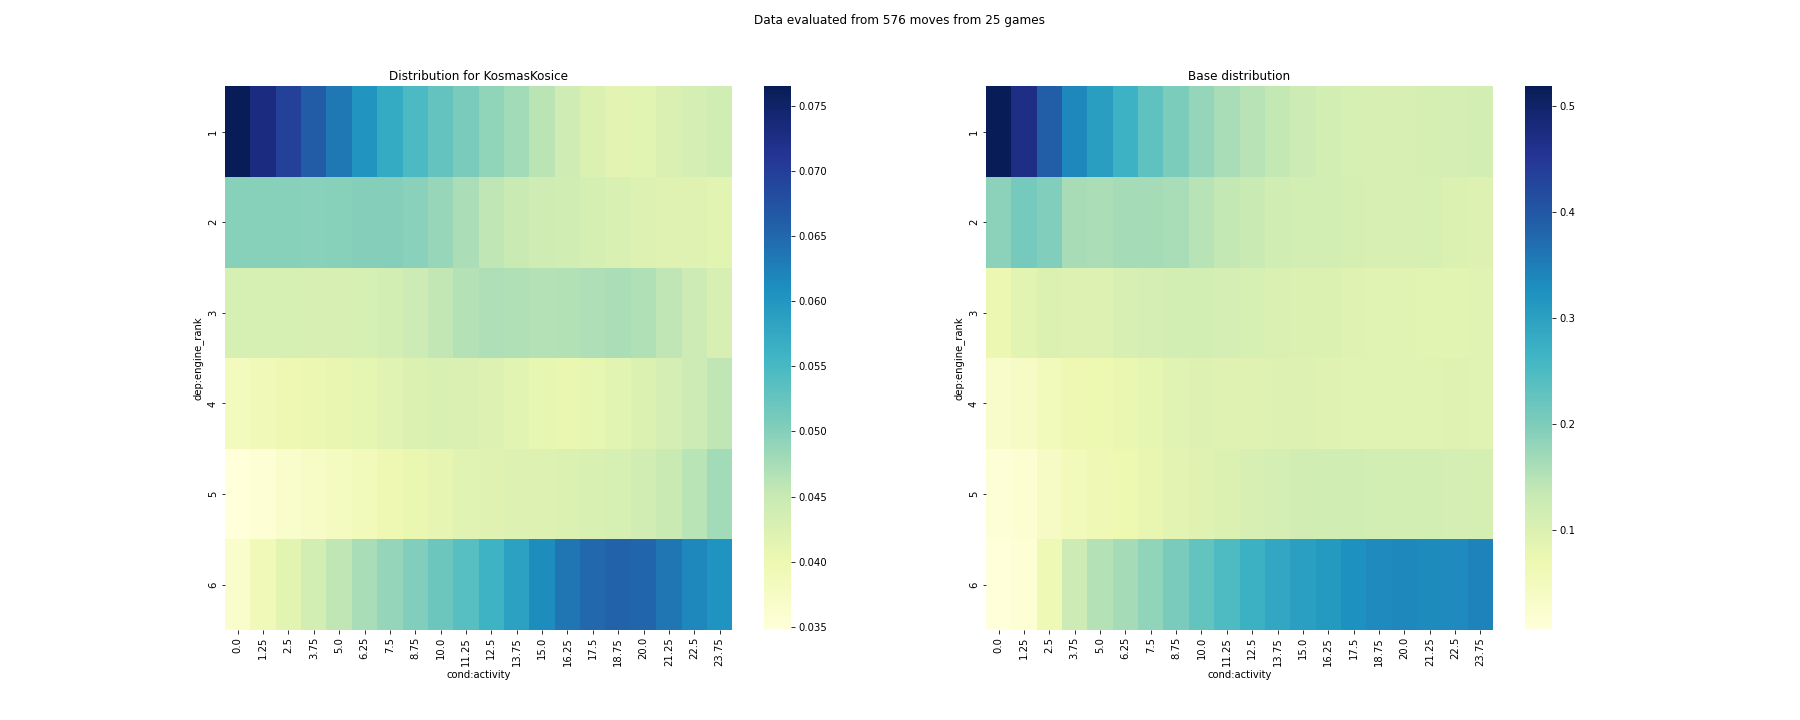 Data evaluated from 576 moves from 25 games
Distribution for KosmasKosice
dep:engine_rank
1
2
3
4
5
6
0.0 1.25 2.5 3.75 5.0 6.25 7.5 8.75 10.0 11.25 12.5 13.75 15.0 16.25 17.5 18.75 20.0 21.25 22.5 23.75
cond:activity
0.075
0.070
0.065
0.060
0.055
0.050
0.045
0.040
0.035
Base distribution
dep:engine_rank
1
2
3
4
5
6
0.0 1.25 2.5 3.75 5.0 6.25 7.5 8.75 10.0 11.25 12.5 13.75 15.0 16.25 17.5 18.75 20.0 21.25 22.5 23.75
cond:activity
0.5
0.4
0.3
0.2
0.1